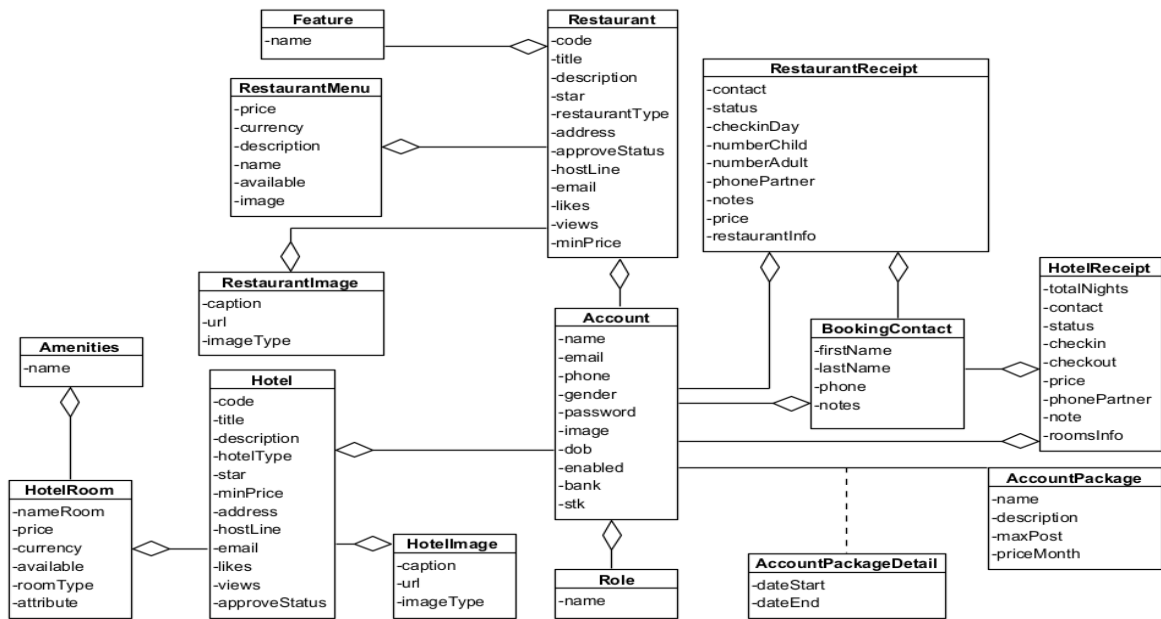 Feature
-name
Restaurant
-code
-title
-description
-star
-restaurantType
-address
-approveStatus
-hostLine
-email
-likes
-views
-minPrice
RestaurantMenu
-price
-currency
-description
-name
-available
-image
RestaurantReceipt
-contact
-status
-checkinDay
-numberChild
-numberAdult
-phonePartner
-notes
-price
-restaurantInfo
RestaurantImage
-caption
-url
-imageType
HotelReceipt
-totalNights
-contact
-status
-checkin
-checkout
-price
-phonePartner
-note
-roomsInfo
Account
-name
-email
-phone
-gender
-password
-image
-dob
-enabled
-bank
-stk
BookingContact
-firstName
-lastName
-phone
-notes
Amenities
-name
Hotel
-code
-title
-description
-hotelType
-star
-minPrice
-address
-hostLine
-email
-likes
-views
-approveStatus
HotelRoom
-nameRoom
-price
-currency
-available
-roomType
-attribute
HotelImage
-caption
-url
-imageType
Role
-name
AccountPackageDetail
-dateStart
-dateEnd
AccountPackage
-name
-description
-maxPost
-priceMonth